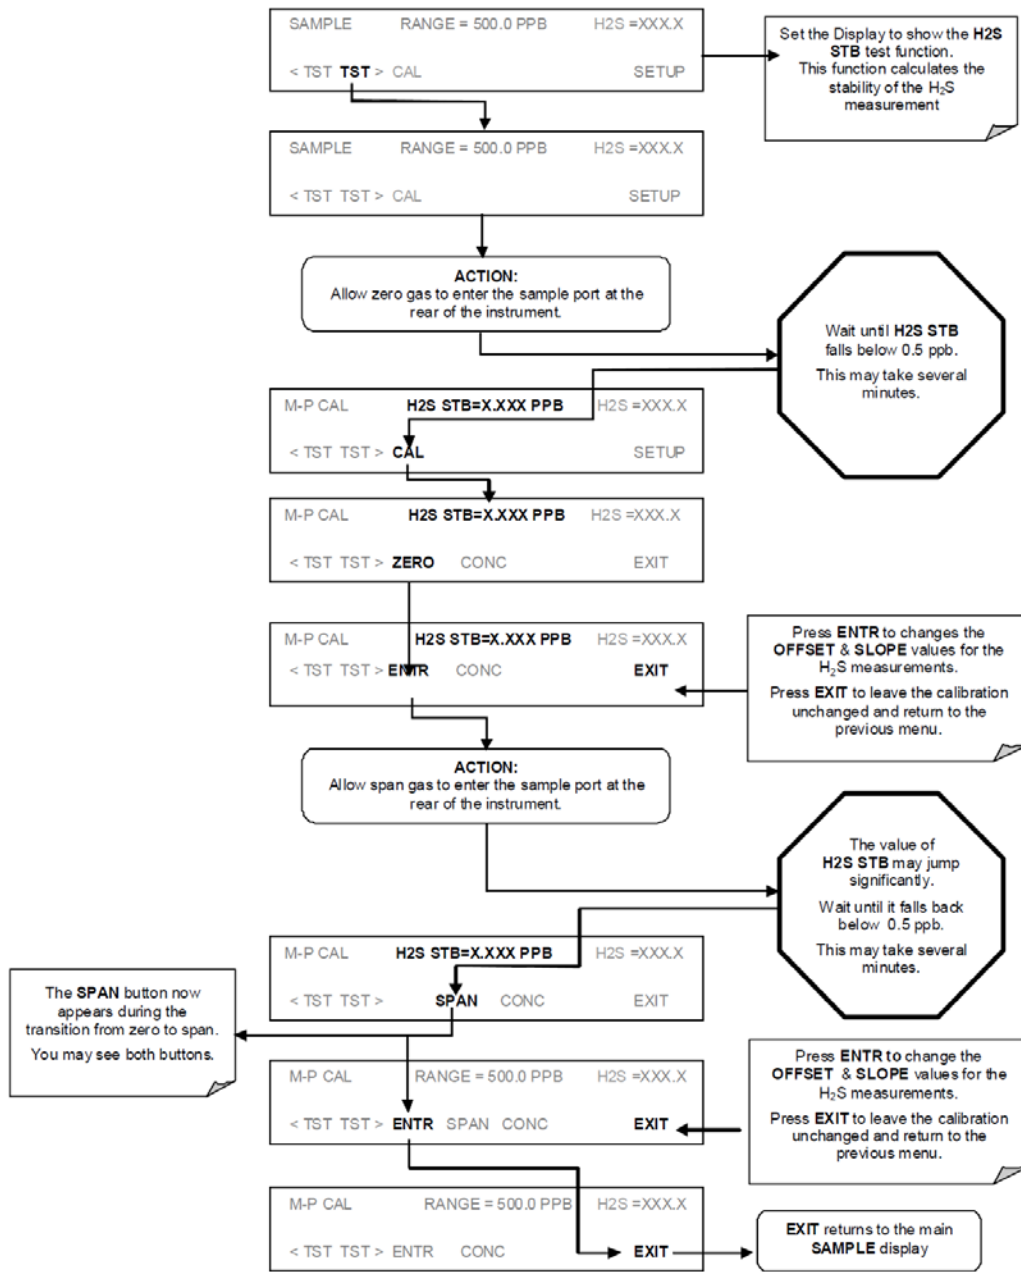 SAMPLE RANGE = 500.0 PPB H2S =XXX.X
< TST TST > CAL SETUP
Set the Display to show the H2S
STB test function.
This function calculates the
stability of the H2S
measurement
SAMPLE RANGE = 500.0 PPB H2S =XXX.X
< TST TST > CAL SETUP
ACTION:
Allow zero gas to enter the sample port at the
rear of the instrument.
Wait until H2S STB
falls below 0.5 ppb.
This may take several
minutes.
M-P CAL H2S STB=X.XXX PPB H2S =XXX.X
< TST TST > CAL SETUP
M-P CAL H2S STB=X.XXX PPB H2S =XXX.X
< TST TST > ZERO CONC EXIT
M-P CAL H2S STB=X.XXX PPB H2S =XXX.X
< TST TST > ENTR CONC EXIT
Press ENTR to changes the
OFFSET & SLOPE values for the
H2S measurements.
Press EXIT to leave the calibration
unchanged and return to the
previous menu.
ACTION:
Allow span gas to enter the sample port at the
rear of the instrument.
The value of
H2S STB may jump
significantly.
Wait until it falls back
below 0.5 ppb.
This may take several
minutes.
M-P CAL H2S STB=X.XXX PPB H2S =XXX.X
< TST TST > SPAN CONC EXIT
The SPAN button now
appears during the
transition from zero to span.
You may see both buttons.
M-P CAL RANGE = 500.0 PPB H2S =XXX.X
< TST TST > ENTR SPAN CONC EXIT
Press ENTR to change the
OFFSET & SLOPE values for the
H2S measurements.
Press EXIT to leave the calibration
unchanged and return to the
previous menu.
M-P CAL RANGE = 500.0 PPB H2S =XXX.X
< TST TST > ENTR CONC EXIT
EXIT returns to the main
SAMPLE display